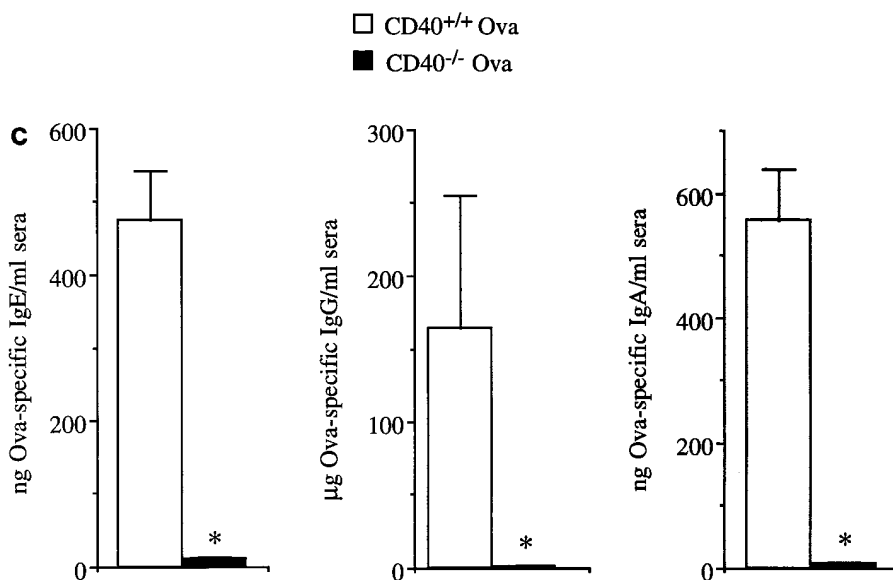 CD40+/+ Ova
CD40-/- Ova
c
ng Ova-specific IgE/ml sera
600
400
200
0
*
µg Ova-specific IgG/ml sera
300
200
100
0
*
ng Ova-specific IgA/ml sera
600
400
200
0
*